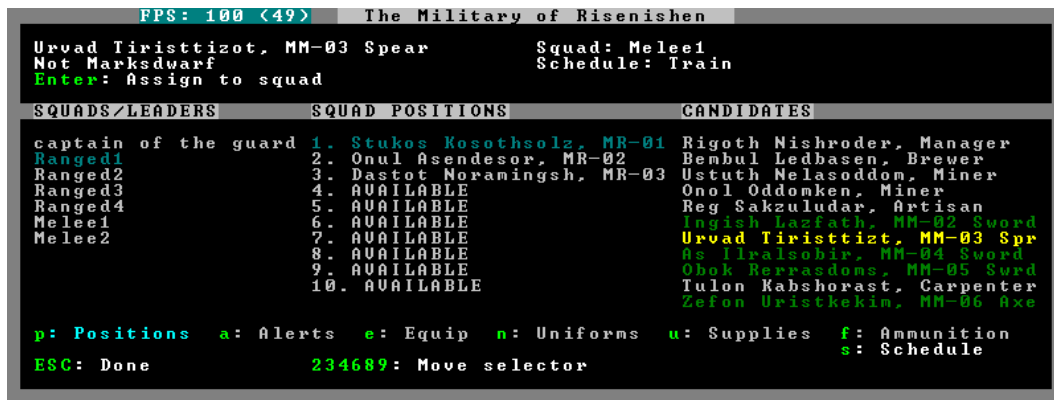 FPS: 100 (49) The Military of Risenishen
Urvad Tiristtizot, MM-03 Spear Squad: Melee1
Not Marksdwarf Schedule: Train
Enter: Assign to squad
SQUADS/LEADERS SQUAD POSITIONS CANDIDATES
captain of the guard 1. Stukos Kosothsolz, MR-01 Rigoth Nishroder, Manager
Ranged1 2. Onul Asendesor, MR-02 Bembul Ledbasen, Brewer
Ranged2 3. Dastot Noramingsh, MR-03 Ustuth Nelasoddom, Miner
Ranged3 4. AVAILABLE Onol Oddomken, Miner
Ranged4 5. AVAILABLE Reg Sakzuludar, Artisan
Melee1 6. AVAILABLE Ingish Lazfath, MM-02 Sword
Melee2 7. AVAILABLE Urvad Tiristtizt, MM-03 Spr
8. AVAILABLE As Ilralsobir, MM-04 Sword
9. AVAILABLE Obok Rerrasdoms, MM-05 Swrd
10. AVAILABLE Tulon Kabshorast, Carpenter
Zefon Uristkekim, MM-06 Axe
p: Positions a: Alerts e: Equip n: Uniforms u: Supplies f: Ammunition
s: Schedule
ESC: Done 234689: Move selector